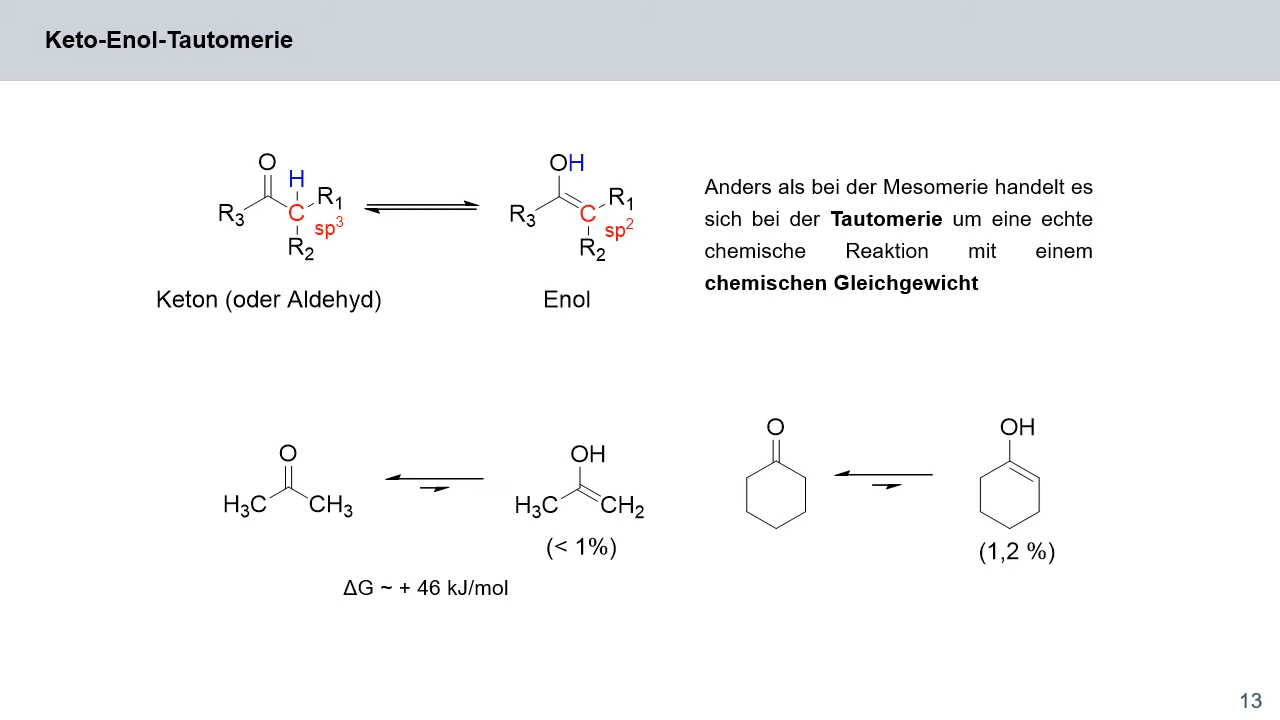 Keto-Enol-Tautomerie
O
H
R1
R3
C
sp3
R2
Keton (oder Aldehyd)
OH
R1
R3
C
sp2
R2
Enol
Anders als bei der Mesomerie handelt es
sich bei der Tautomerie um eine echte
chemische Reaktion mit einem
chemischen Gleichgewicht
O
H3C CH3
OH
H3C CH2
(< 1%)
ΔG ~ + 46 kJ/mol
O
OH
(1,2 %)
13